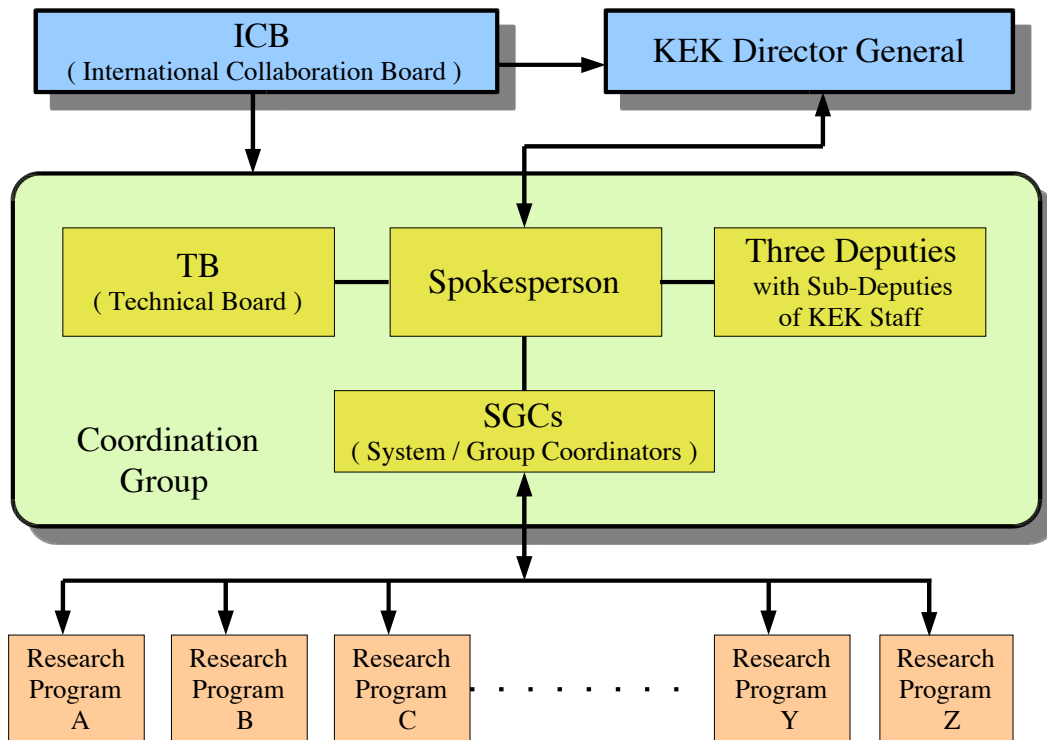 ICB
( International Collaboration Board )
KEK Director General
TB
( Technical Board )
Spokesperson
Three Deputies
with Sub-Deputies
of KEK Staff
SGCs
( System / Group Coordinators )
Coordination
Group
Research
Program
A
Research
Program
B
Research
Program
C
. . . . . . . . . .
Research
Program
Y
Research
Program
Z